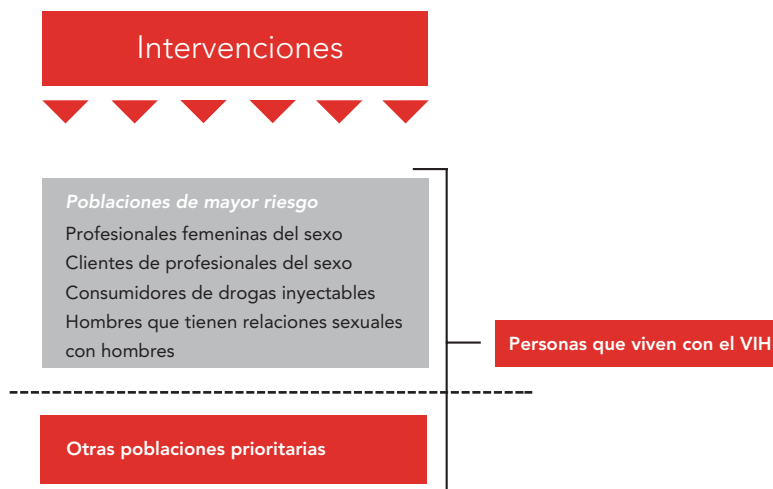 Intervenciones
Poblaciones de mayor riesgo
Profesionales femeninas del sexo
Clientes de profesionales del sexo
Consumidores de drogas inyectables
Hombres que tienen relaciones sexuales
con hombres
Personas que viven con el VIH
Otras poblaciones prioritarias